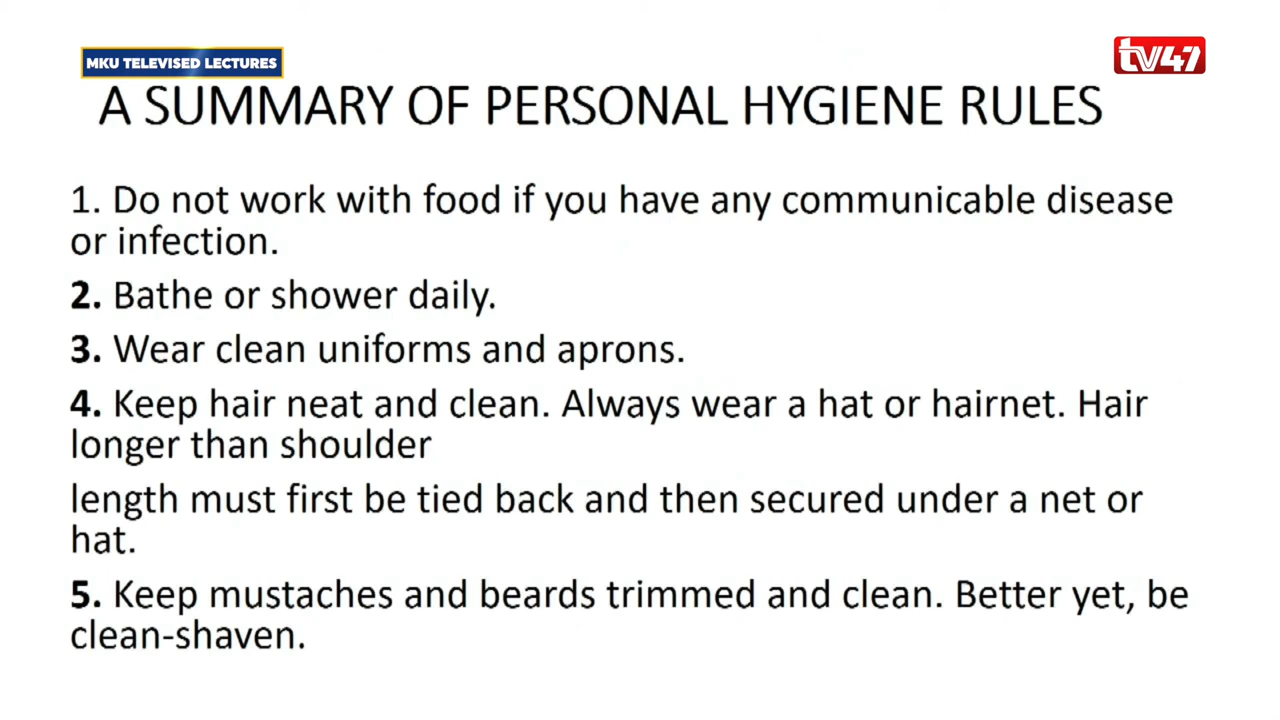 MKU TELEVISED LECTURES
tv47
A SUMMARY OF PERSONAL HYGIENE RULES
1. Do not work with food if you have any communicable disease
or infection.
2. Bathe or shower daily.
3. Wear clean uniforms and aprons.
4. Keep hair neat and clean. Always wear a hat or hairnet. Hair
longer than shoulder
length must first be tied back and then secured under a net or
hat.
5. Keep mustaches and beards trimmed and clean. Better yet, be
clean-shaven.